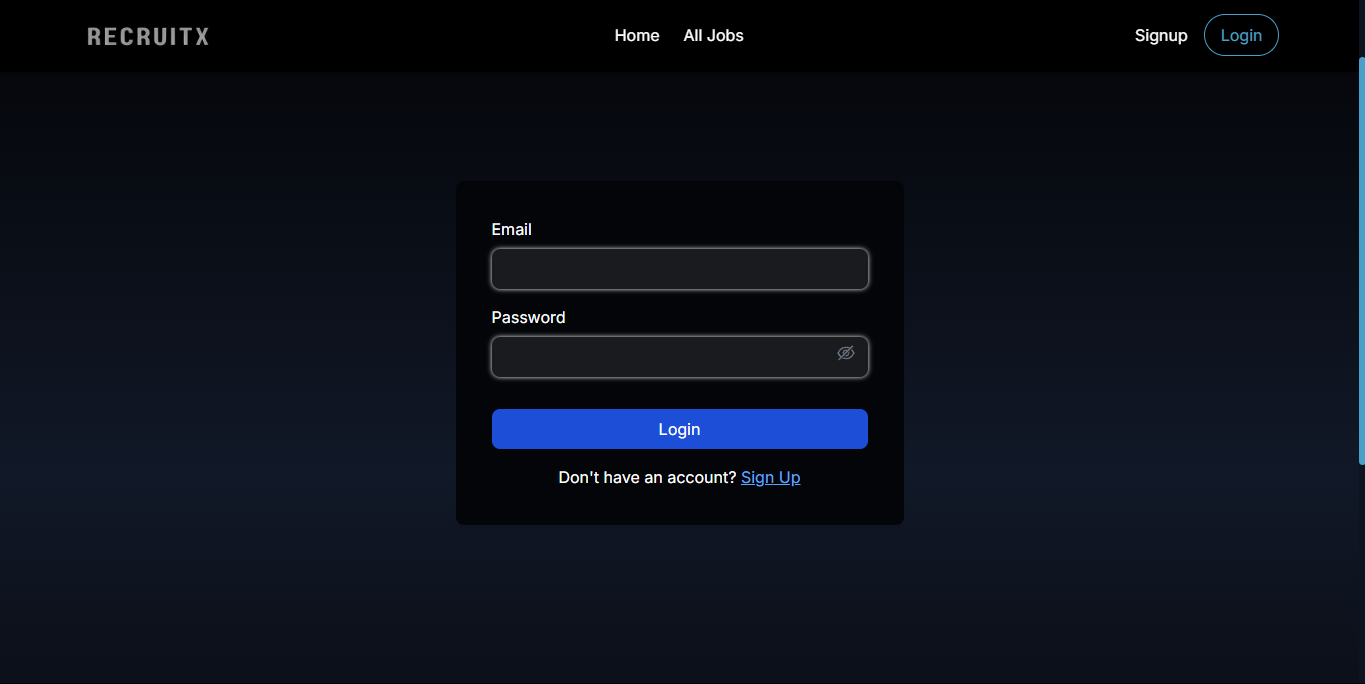 RECRUITX
Home All Jobs
Signup Login
Email
Password
Login
Don't have an account? Sign Up